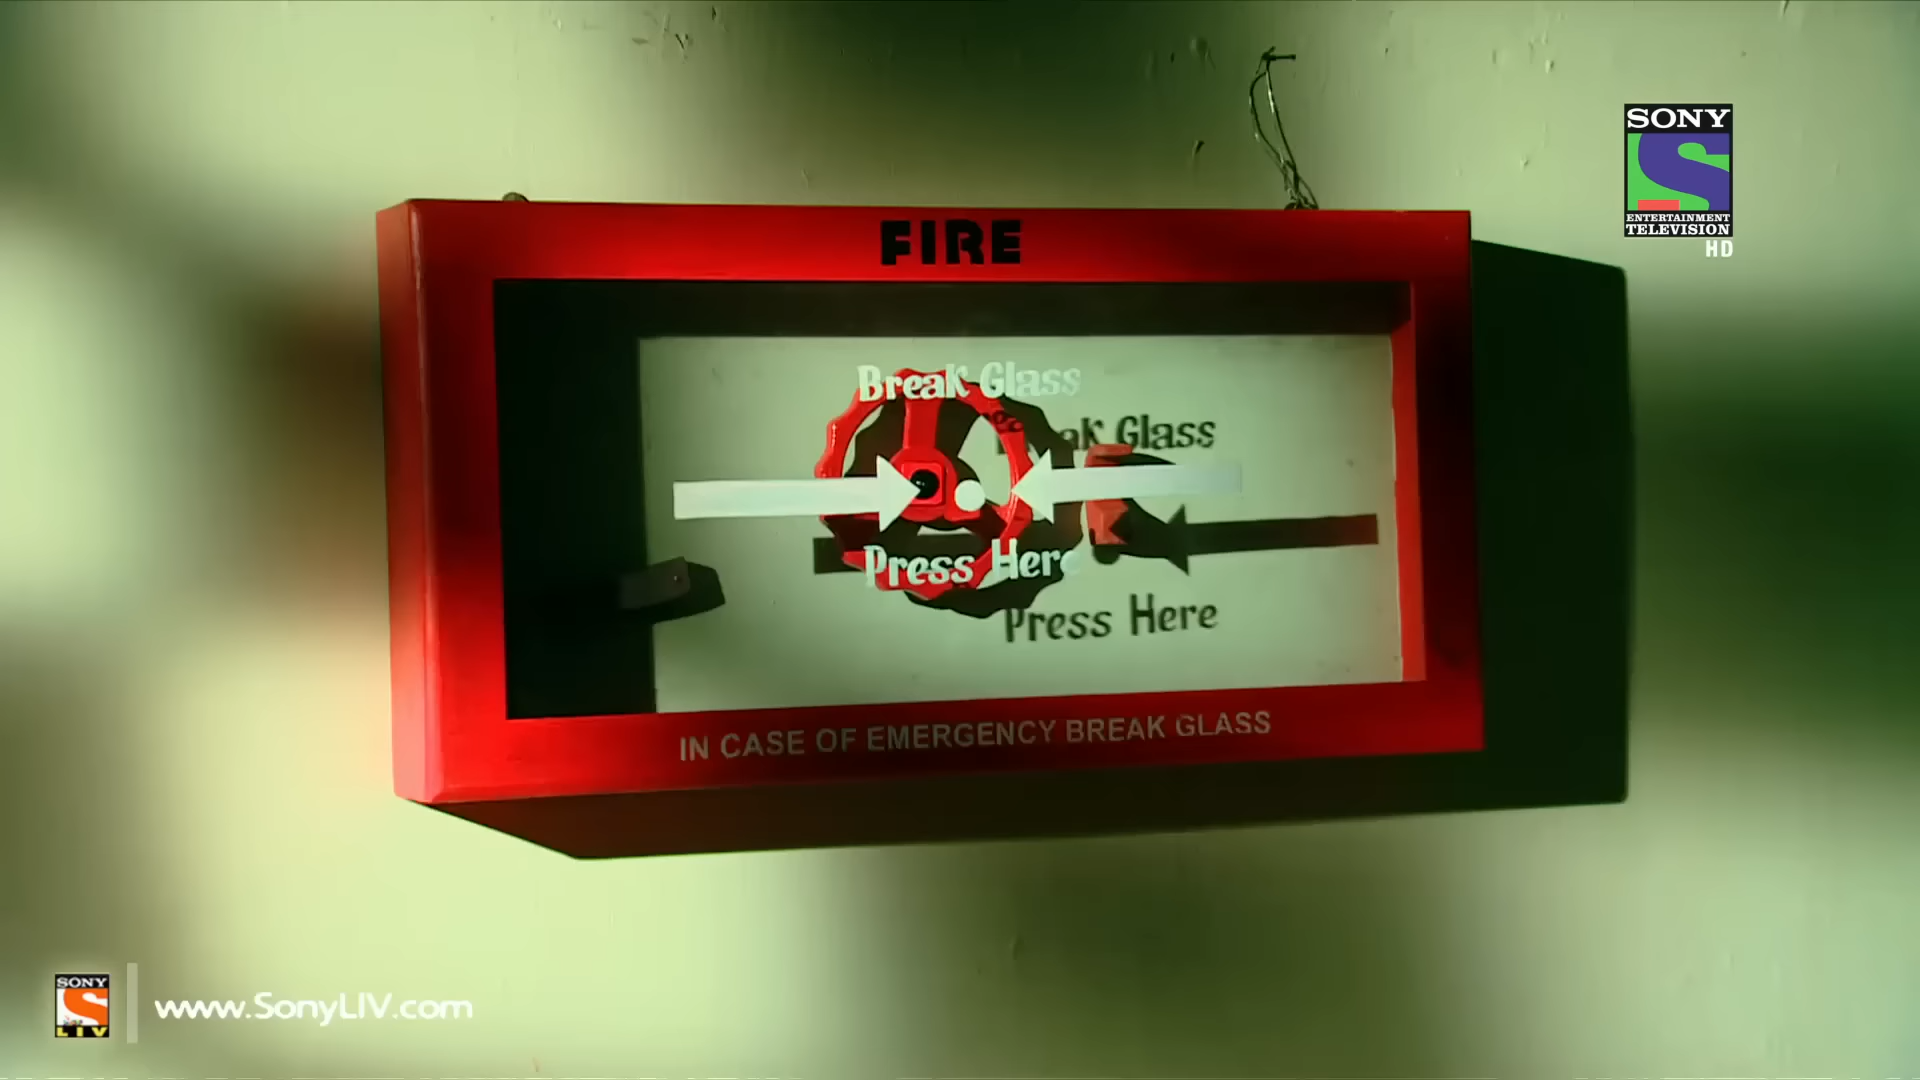 SONY
ENTERTAINMENT
TELEVISION
HD
FIRE
Break Glass
Break Glass
Press Here
Press Here
IN CASE OF EMERGENCY BREAK GLASS
SONY
LIV
www.SonyLIV.com